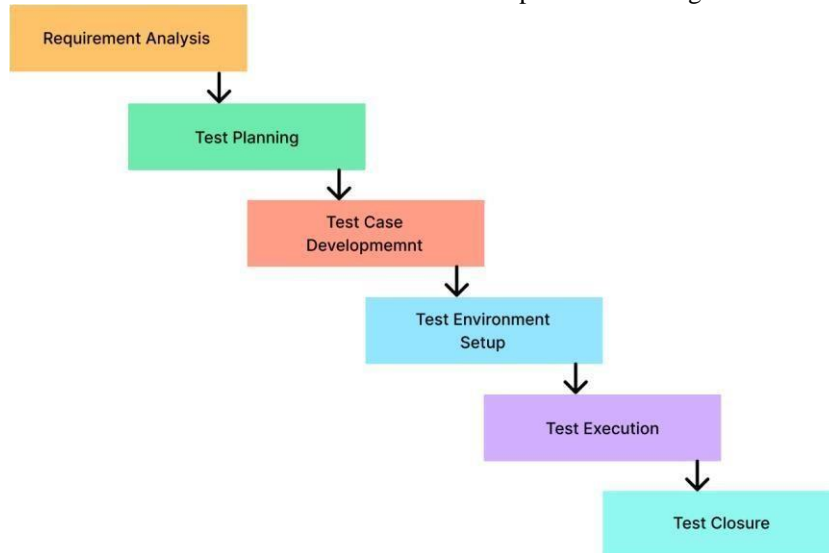 Requirement Analysis
Test Planning
Test Case
Developmemnt
Test Environment
Setup
Test Execution
Test Closure